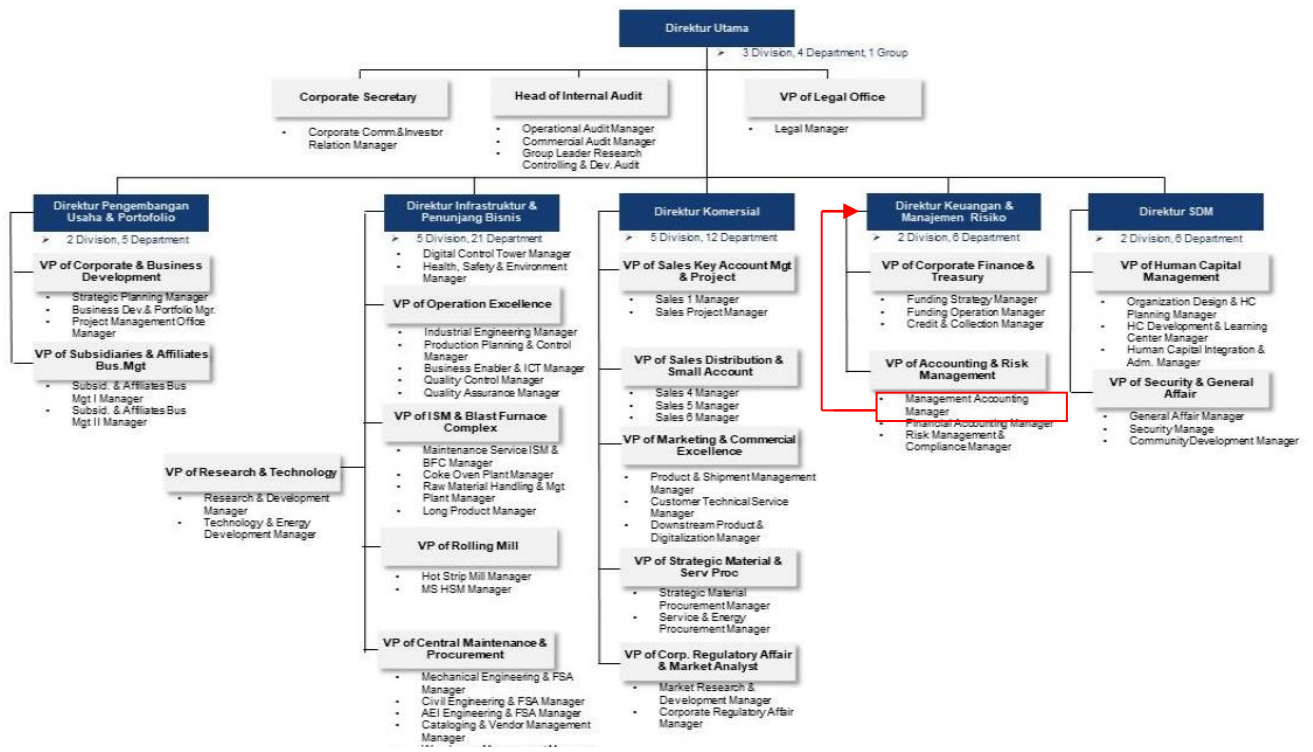 Direktur Utama
3 Division, 4 Department, 1 Group
Corporate Secretary
Corporate Comm.& Investor
Relation Manager
Head of Internal Audit
Operational Audit Manager
Commercial Audit Manager
Group Leader Research
Controlling & Dev. Audit
VP of Legal Office
Legal Manager
Direktur Pengembangan
Usaha & Portofolio
2 Division, 5 Department
VP of Corporate & Business
Development
Strategic Planning Manager
Business Dev.& Portfolio Mgr.
Project Management Office
Manager
VP of Subsidiaries & Affiliates
Bus.Mgt
Subsid. & Affiliates Bus
Mgt I Manager
Subsid. & Affiliates Bus
Mgt II Manager
VP of Research & Technology
Research & Development
Manager
Technology & Energy
Development Manager
Direktur Infrastruktur &
Penunjang Bisnis
5 Division, 21 Department
Digital Control Tower Manager
Health, Safety & Environment
Manager
VP of Operation Excellence
Industrial Engineering Manager
Production Planning & Control
Manager
Business Enabler & ICT Manager
Quality Control Manager
Quality Assurance Manager
VP of ISM & Blast Furnace
Complex
Maintenance Service ISM &
BFC Manager
Coke Oven Plant Manager
Raw Material Handling & Mgt
Plant Manager
Long Product Manager
VP of Rolling Mill
Hot Strip Mill Manager
MS HSM Manager
VP of Central Maintenance &
Procurement
Mechanical Engineering & FSA
Manager
Civil Engineering & FSA Manager
AEI Engineering & FSA Manager
Cataloging & Vendor Management
Manager
Direktur Komersial
5 Division, 12 Department
VP of Sales Key Account Mgt
& Project
Sales 1 Manager
Sales Project Manager
VP of Sales Distribution &
Small Account
Sales 4 Manager
Sales 5 Manager
Sales 6 Manager
VP of Marketing & Commercial
Excellence
Product & Shipment Management
Manager
Customer Technical Service
Manager
Downstream Product &
Digitalization Manager
VP of Strategic Material &
Serv Proc
Strategic Material
Procurement Manager
Service & Energy
Procurement Manager
VP of Corp. Regulatory Affair
& Market Analyst
Market Research &
Development Manager
Corporate Regulatory Affair
Manager
Direktur Keuangan &
Manajemen Risiko
2 Division, 6 Department
VP of Corporate Finance &
Treasury
Funding Strategy Manager
Funding Operation Manager
Credit & Collection Manager
VP of Accounting & Risk
Management
Management Accounting
Manager
Financial Accounting Manager
Risk Management &
Compliance Manager
Direktur SDM
2 Division, 6 Department
VP of Human Capital
Management
Organization Design & HC
Planning Manager
HC Development & Learning
Center Manager
Human Capital Integration &
Adm. Manager
VP of Security & General
Affair
General Affair Manager
Security Manage
Community Development Manager